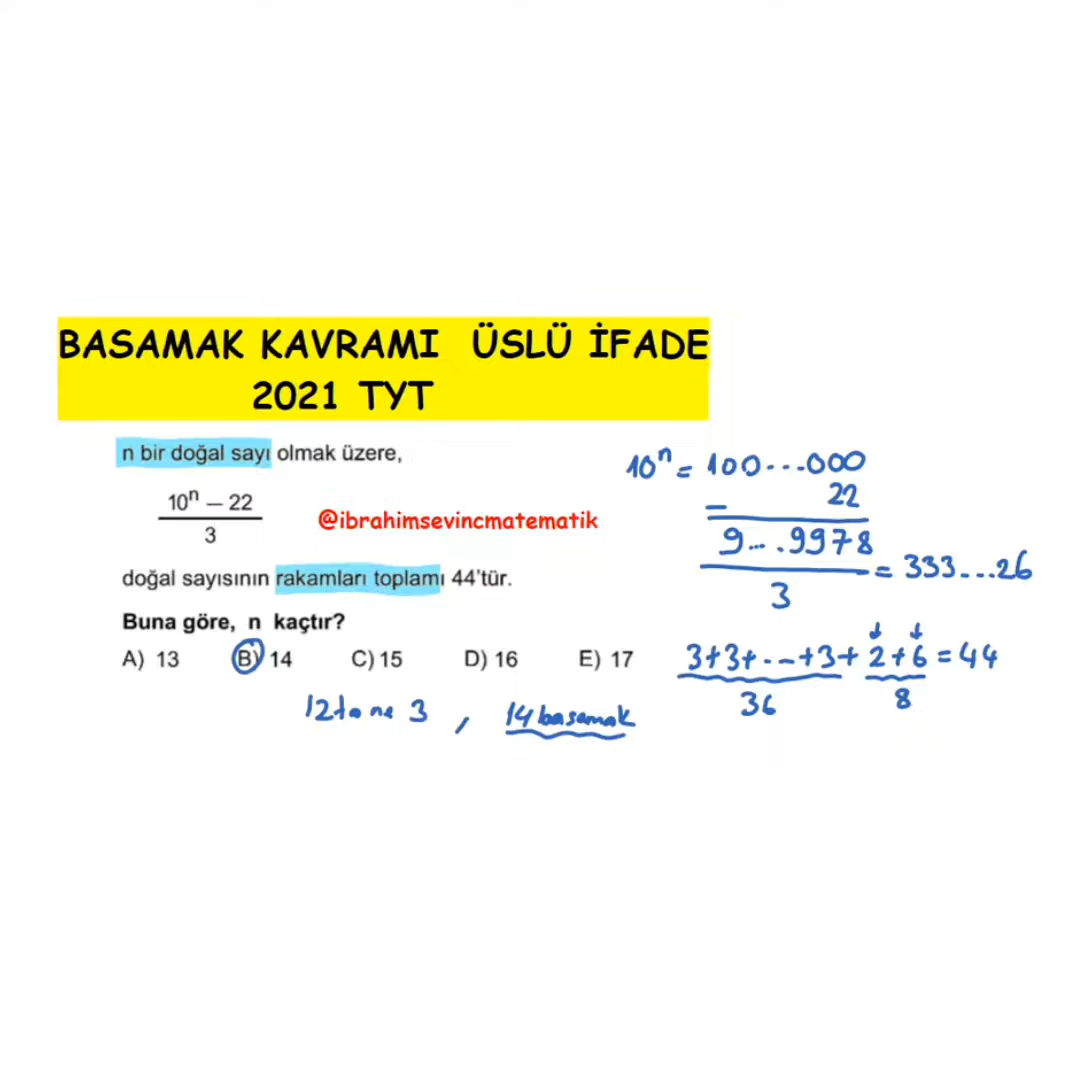 BASAMAK KAVRAMI ÜSLÜ İFADE
2021 TYT
n bir doğal sayı olmak üzere,
10ⁿ – 22
3
@ibrahimsevincmatematik
doğal sayısının rakamları toplamı 44'tür.
Buna göre, n kaçtır?
A) 13 B) 14 C) 15 D) 16 E) 17
12 tane 3 , 14 basamak
10ⁿ = 100...000
– 22
9....9978
3
= 333...26
3+3+...+3+2+6=44
36 8